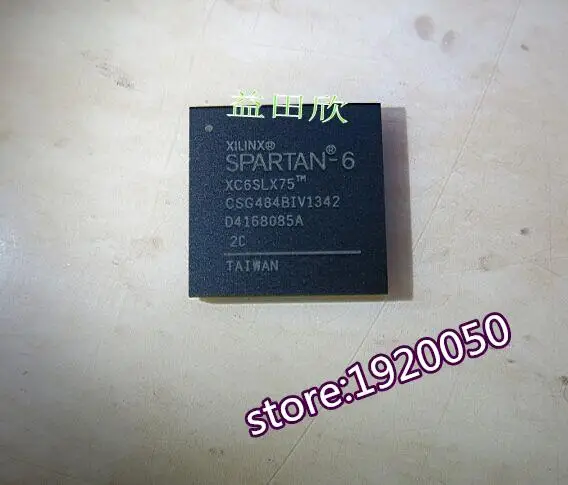 益田欣
XILINX®
SPARTAN®-6
XC6SLX75™
CSG484BIV1342
D4168085A
2C
TAIWAN
store:1920050